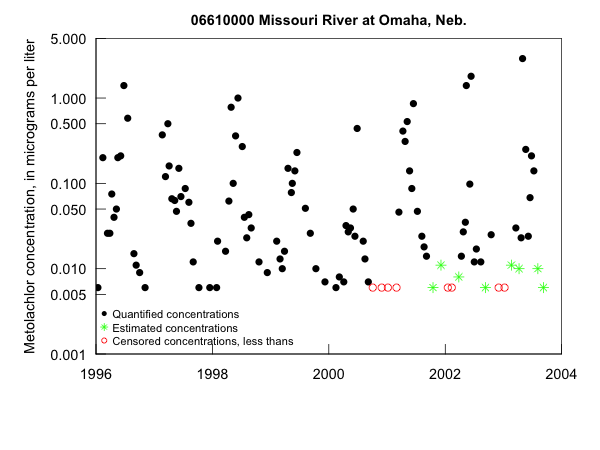 06610000 Missouri River at Omaha, Neb.
Metolachlor concentration, in micrograms per liter
5.000
1.000
0.500
0.100
0.050
0.010
0.005
0.001
Quantified concentrations
Estimated concentrations
Censored concentrations, less thans
1996 1998 2000 2002 2004